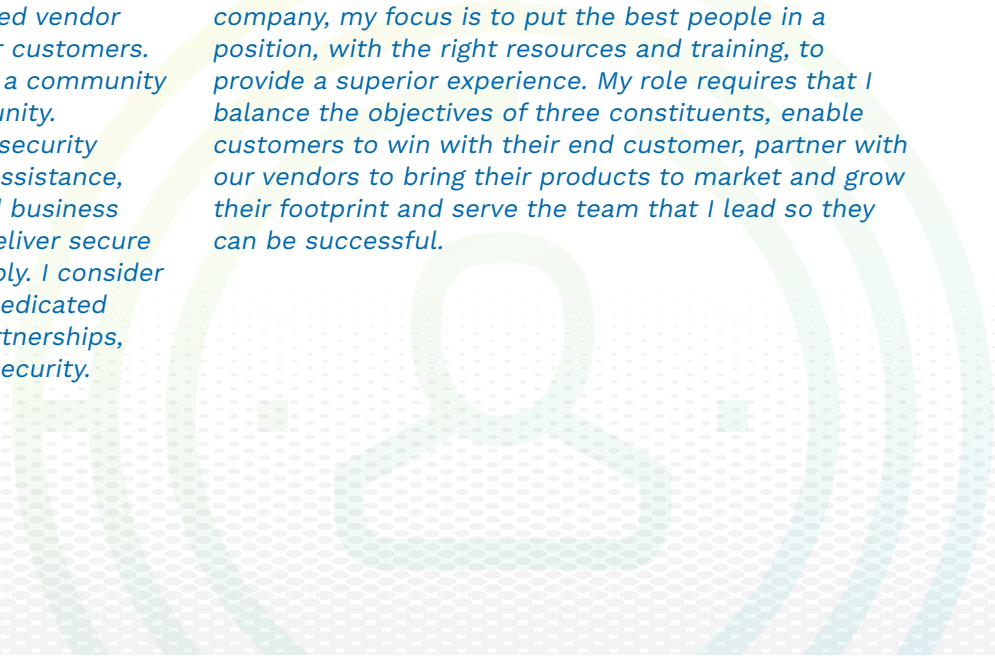 ed vendor
customers.
a community
unity.
security
ssistance,
business
eliver secure
ply. I consider
edicated
rtnerships,
ecurity.
company, my focus is to put the best people in a
position, with the right resources and training, to
provide a superior experience. My role requires that I
balance the objectives of three constituents, enable
customers to win with their end customer, partner with
our vendors to bring their products to market and grow
their footprint and serve the team that I lead so they
can be successful.